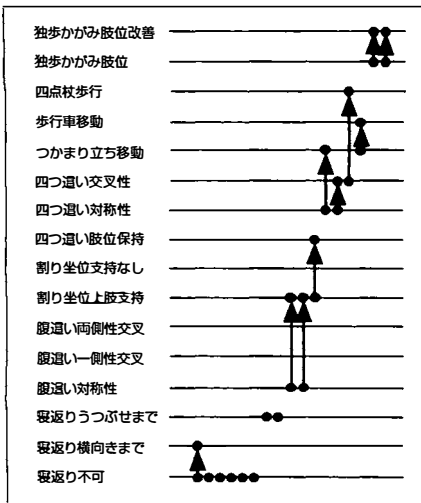 独歩かがみ肢位改善
独歩かがみ肢位
四点杖歩行
歩行車移動
つかまり立ち移動
四つ這い交叉性
四つ這い対称性
四つ這い肢位保持
割り坐位支持なし
割り坐位上肢支持
腹這い両側性交叉
腹這い一側性交叉
腹這い対称性
寝返りうつぶせまで
寝返り横向きまで
寝返り不可